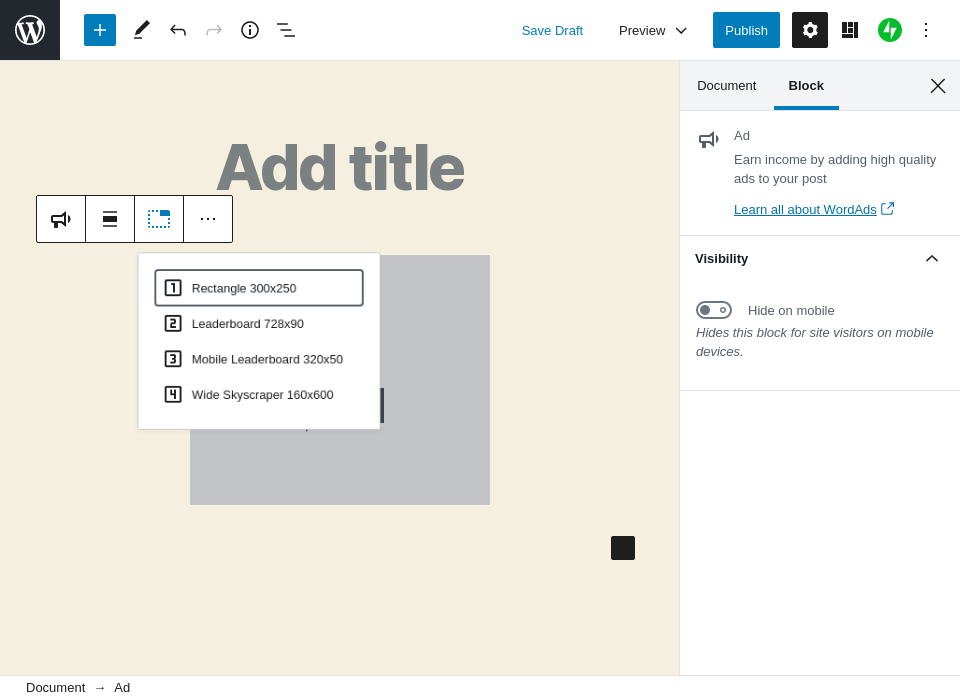 Save Draft
Preview
Publish
Document
Block
Add title
Ad
Earn income by adding high quality
ads to your post
Learn all about WordAds
Visibility
Hide on mobile
Hides this block for site visitors on mobile
devices.
1 Rectangle 300x250
2 Leaderboard 728x90
3 Mobile Leaderboard 320x50
4 Wide Skyscraper 160x600
Document → Ad